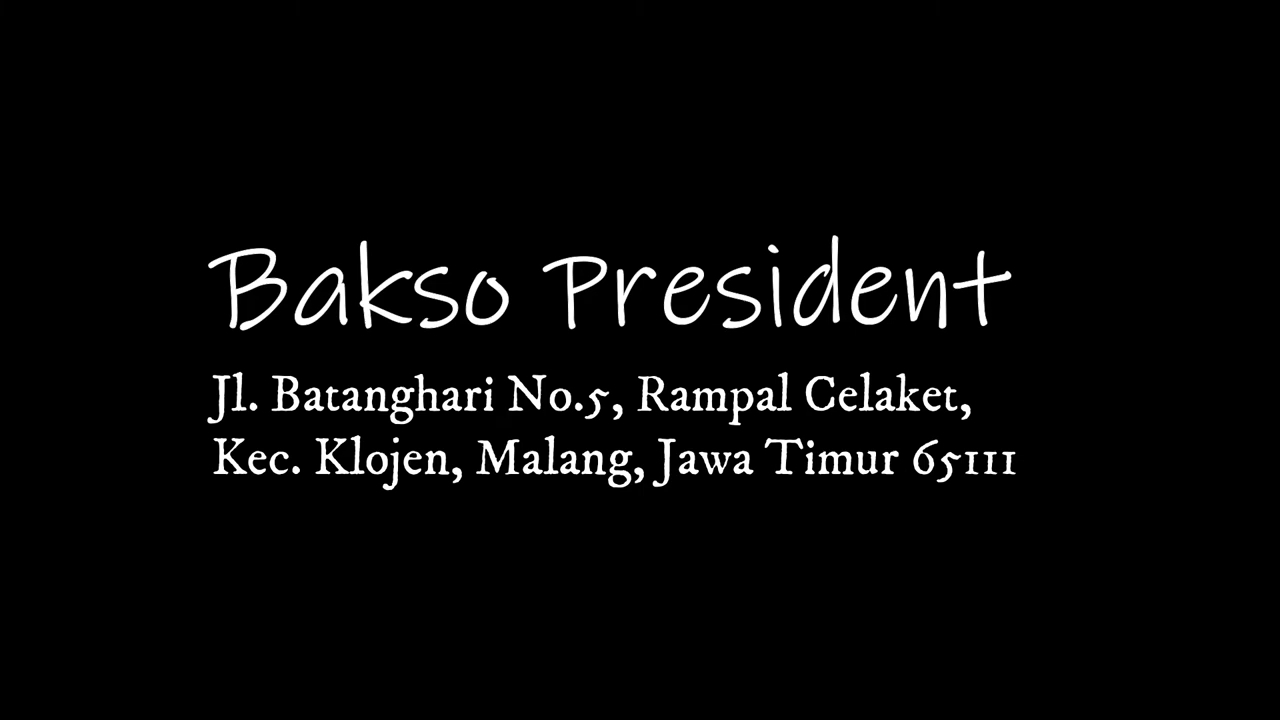 Bakso President
Jl. Batanghari No.5, Rampal Celaket,
Kec. Klojen, Malang, Jawa Timur 65111